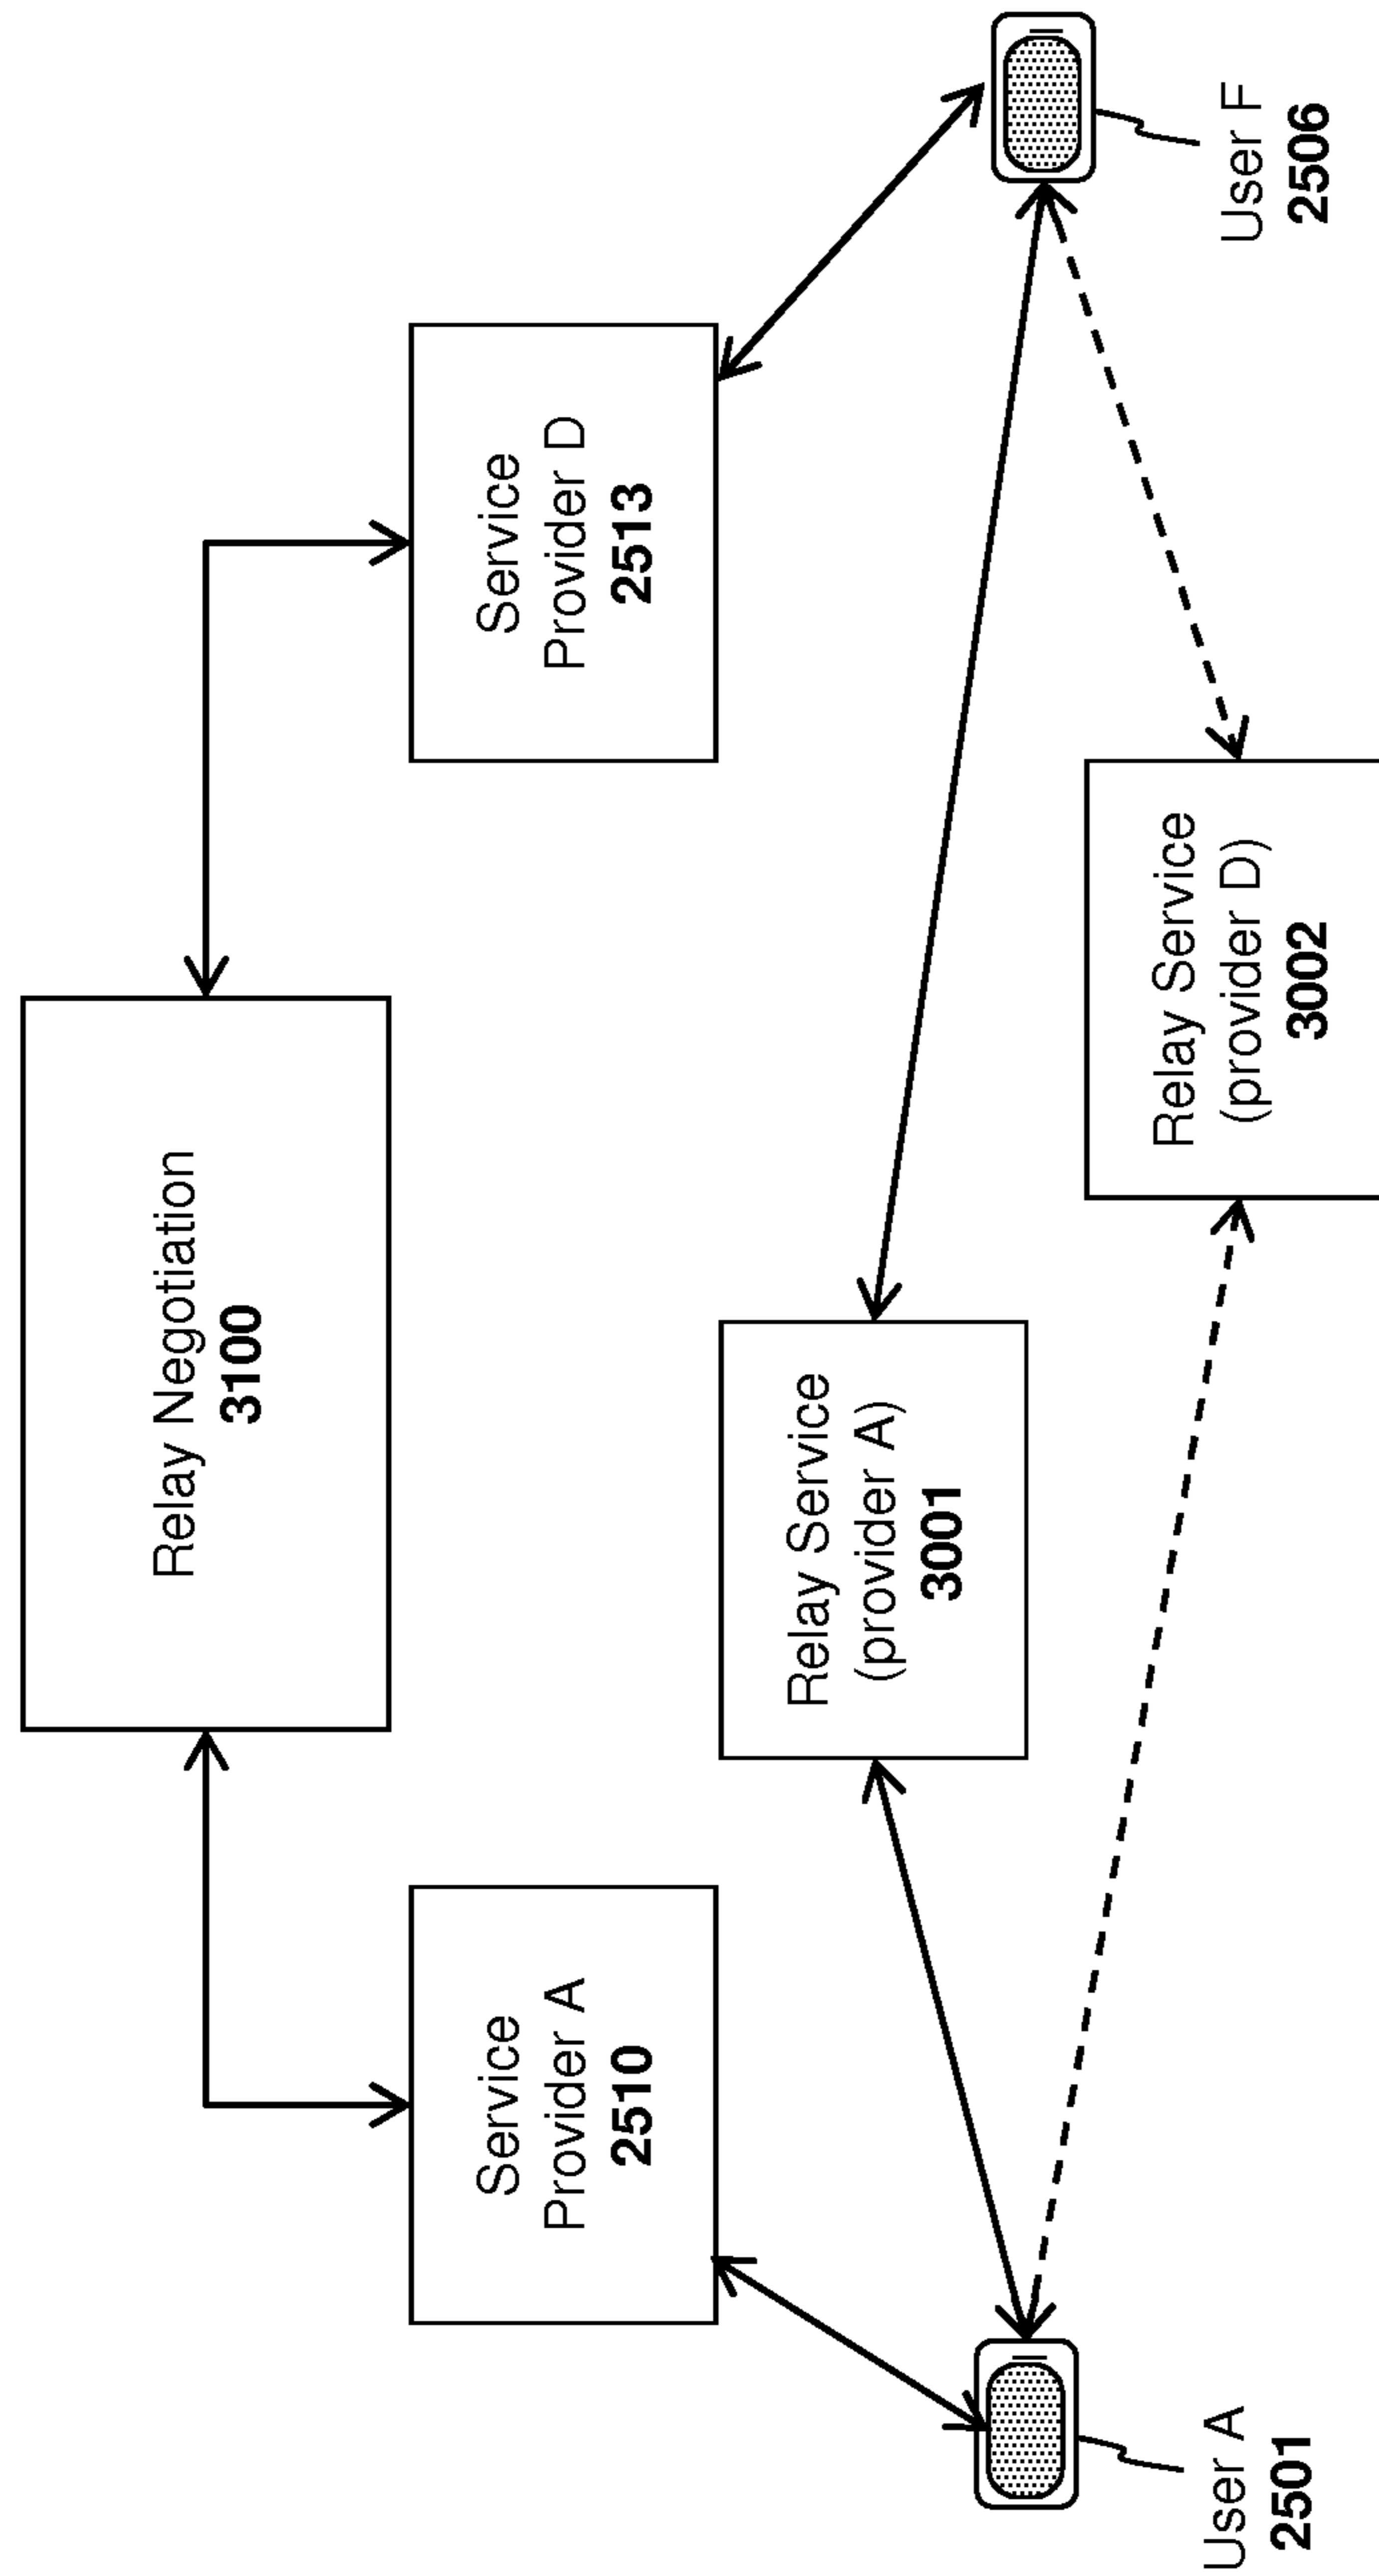 Relay Negotiation
3100
Service
Provider A
2510
Service
Provider D
2513
Relay Service
(provider A)
3001
Relay Service
(provider D)
3002
User A
2501
User F
2506